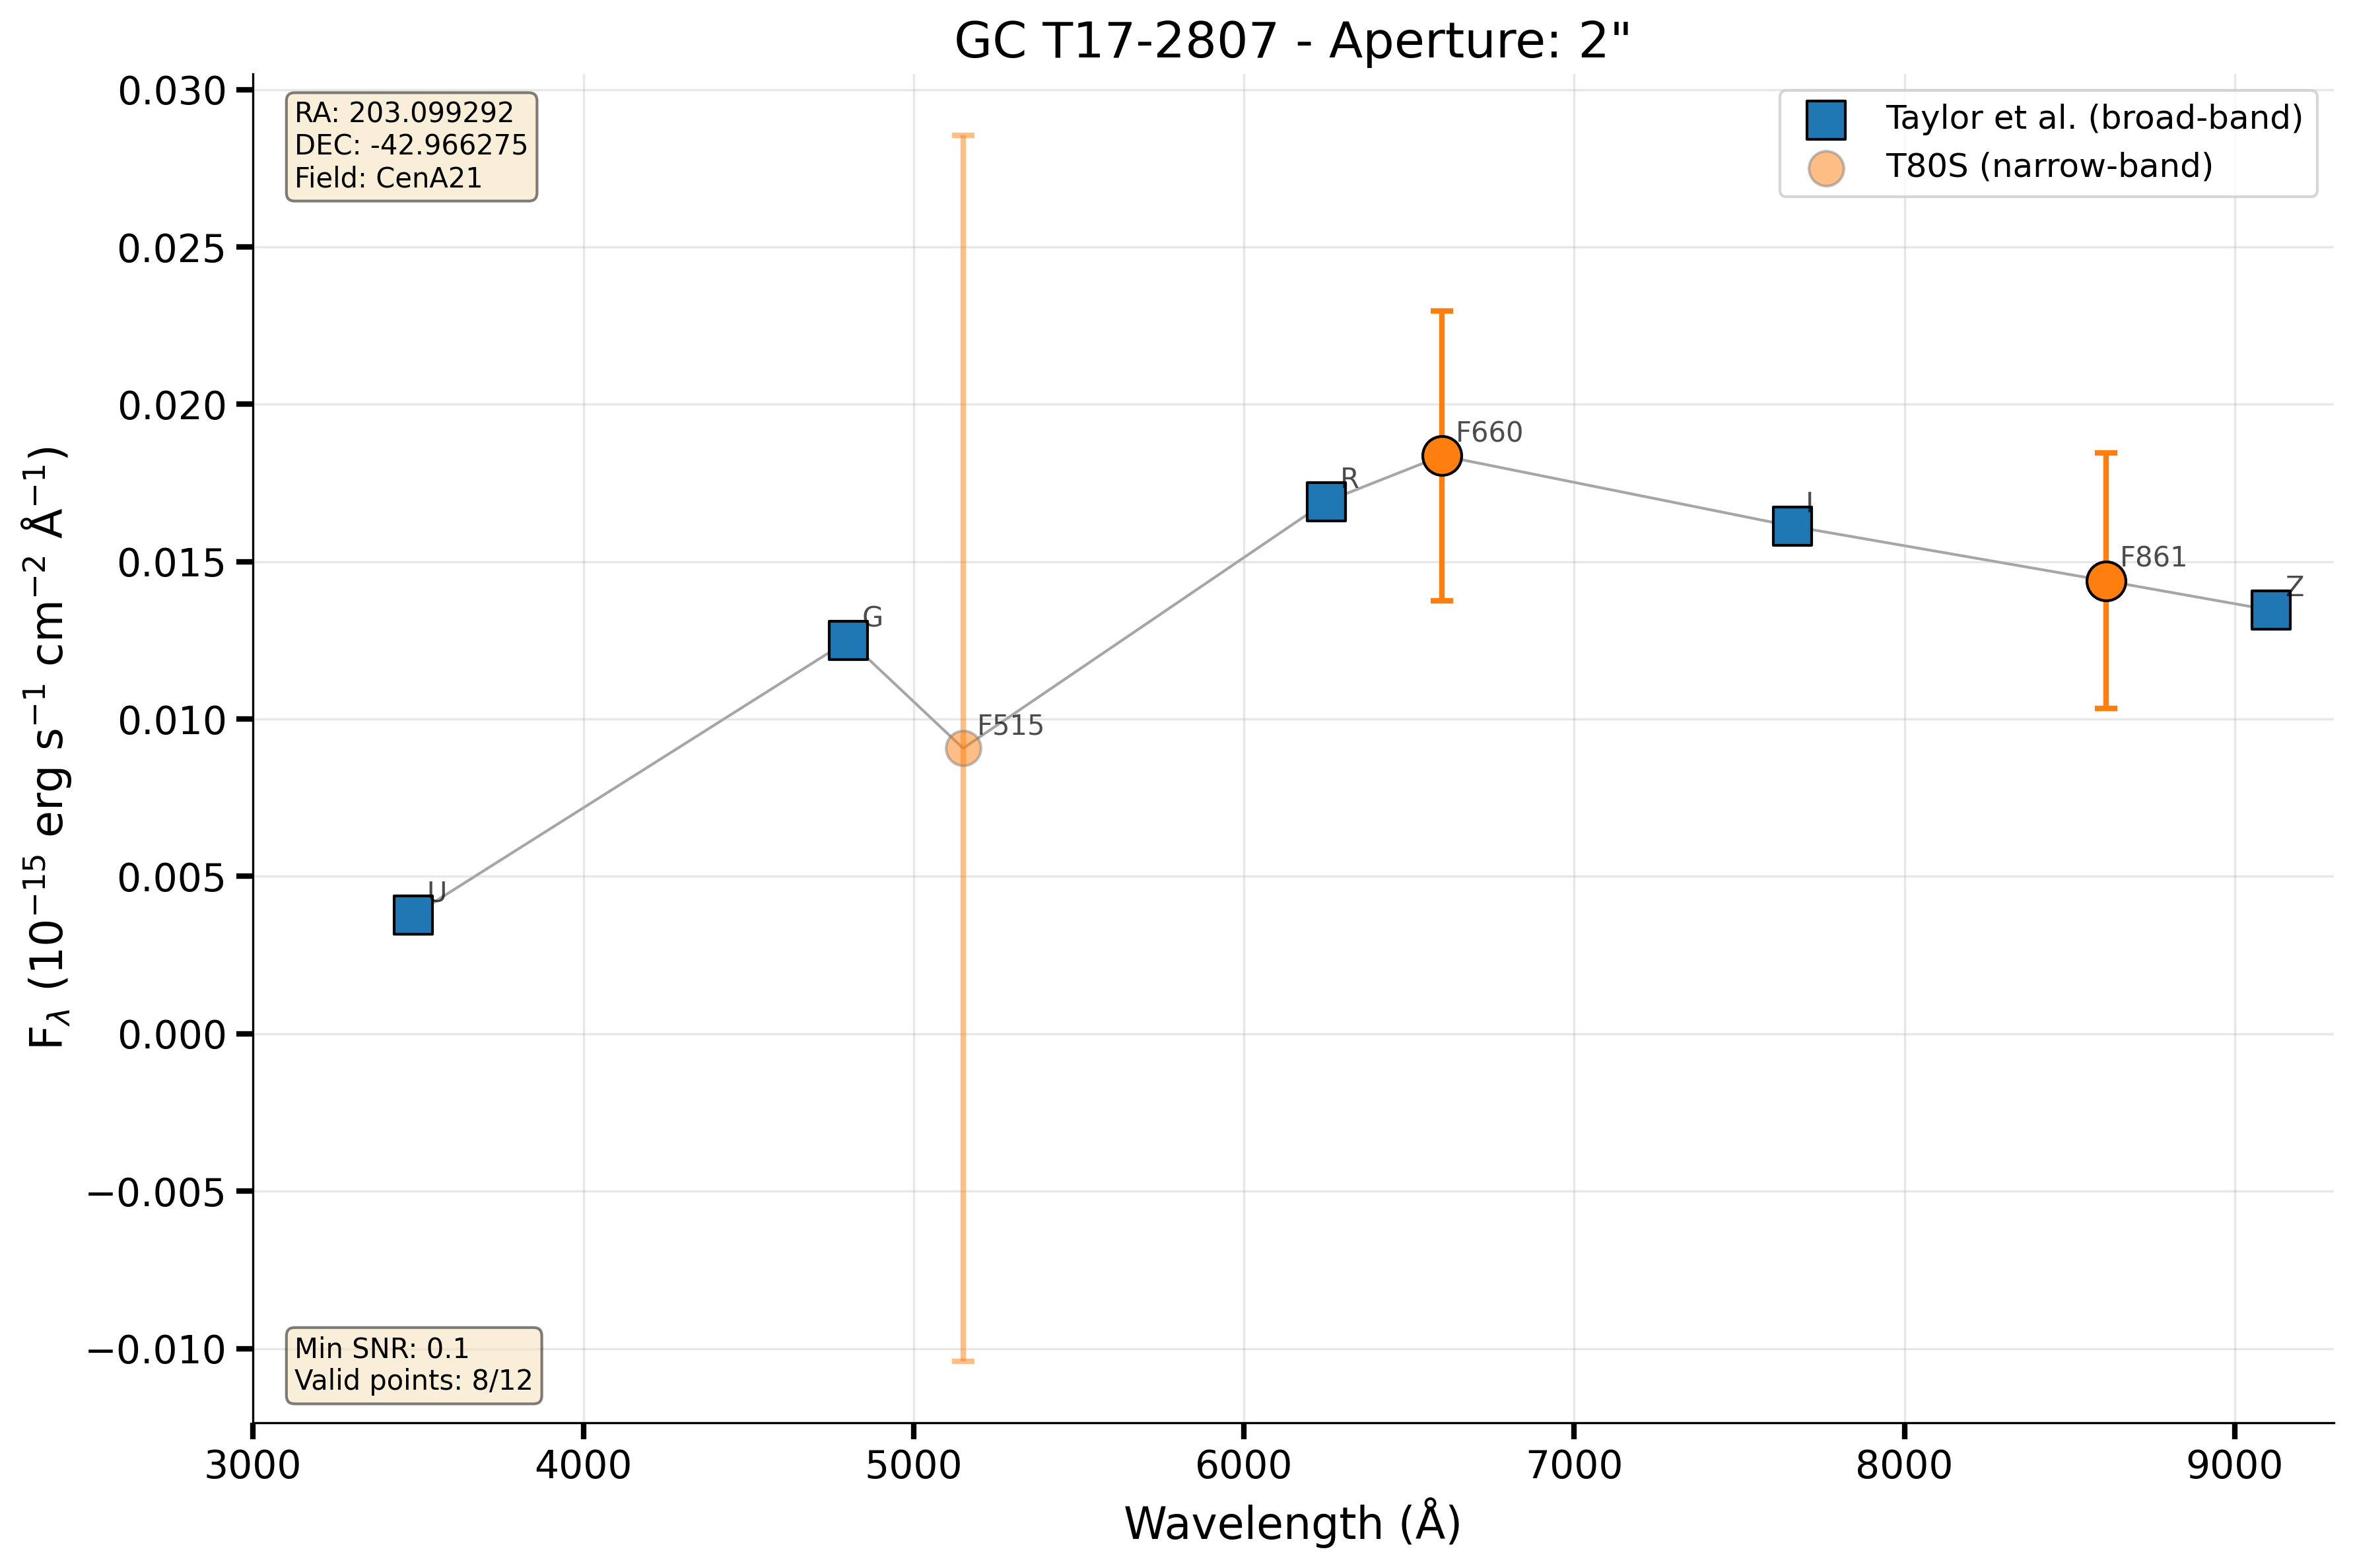 GC T17-2807 - Aperture: 2"
RA: 203.099292
DEC: -42.966275
Field: CenA21
Taylor et al. (broad-band)
T80S (narrow-band)
0.030
0.025
0.020
0.015
0.010
0.005
0.000
−0.005
−0.010
F_λ (10⁻¹⁵ erg s⁻¹ cm⁻² Å⁻¹)
U
G
F515
R
F660
I
F861
Z
Min SNR: 0.1
Valid points: 8/12
3000 4000 5000 6000 7000 8000 9000
Wavelength (Å)